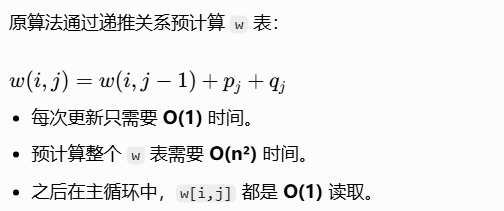 原算法通过递推关系预计算 w 表：
w(i, j) = w(i, j − 1) + p_j + q_j
• 每次更新只需要 O(1) 时间。
• 预计算整个 w 表需要 O(n²) 时间。
• 之后在主循环中，w[i,j] 都是 O(1) 读取。